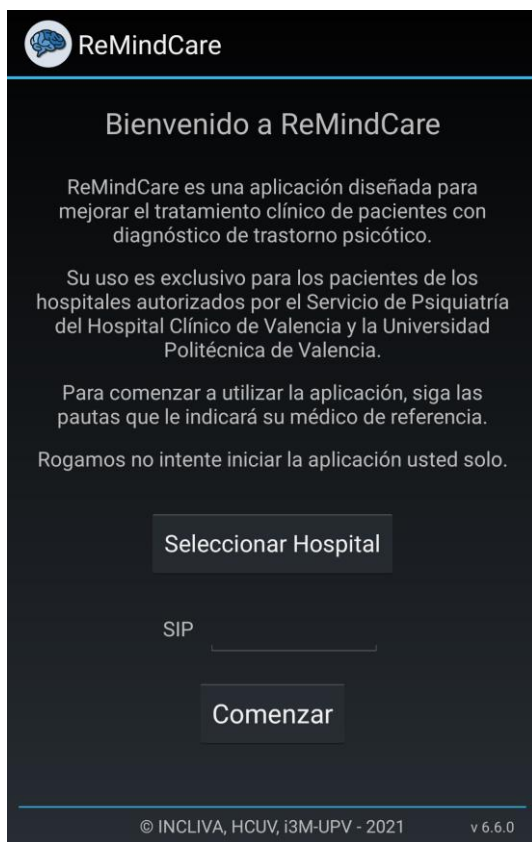 ReMindCare
Bienvenido a ReMindCare
ReMindCare es una aplicación diseñada para
mejorar el tratamiento clínico de pacientes con
diagnóstico de trastorno psicótico.
Su uso es exclusivo para los pacientes de los
hospitales autorizados por el Servicio de Psiquiatría
del Hospital Clínico de Valencia y la Universidad
Politécnica de Valencia.
Para comenzar a utilizar la aplicación, siga las
pautas que le indicará su médico de referencia.
Rogamos no intente iniciar la aplicación usted solo.
Seleccionar Hospital
SIP
Comenzar
© INCLIVA, HCUV, i3M-UPV - 2021 v 6.6.0